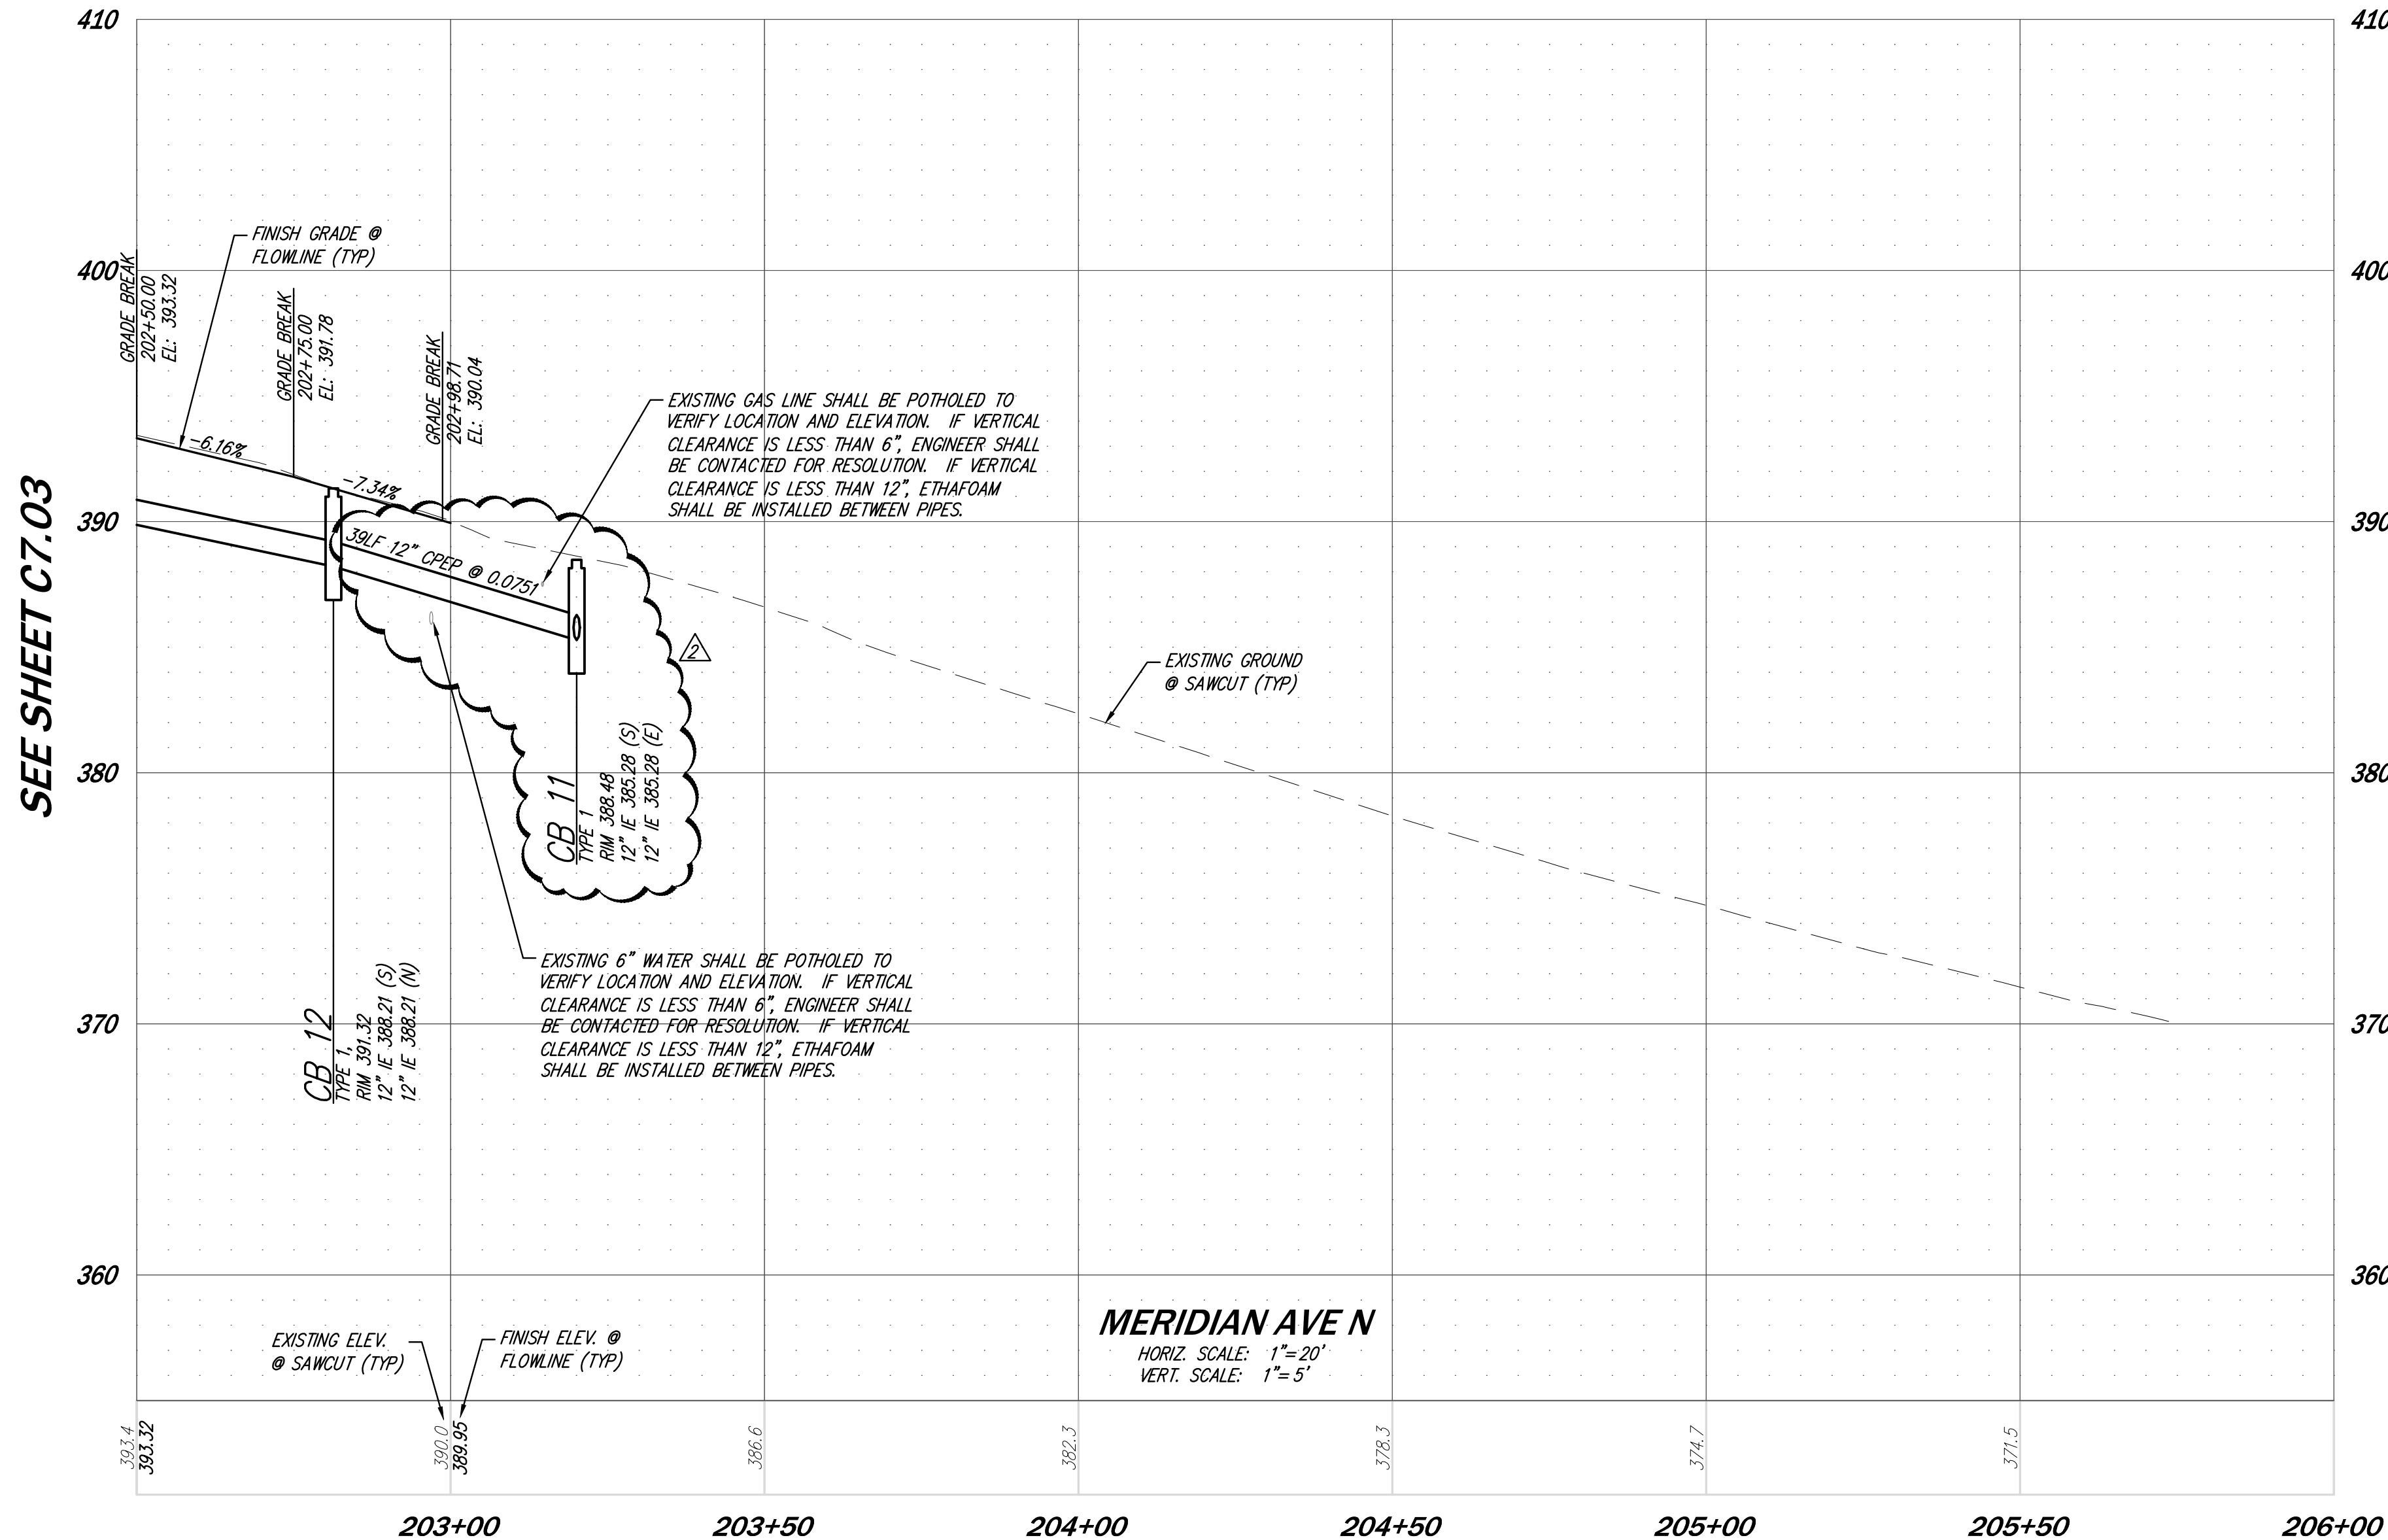 410
410
FINISH GRADE @
FLOWLINE (TYP)
400
400
GRADE BREAK
202+50.00
EL: 393.32
GRADE BREAK
202+75.00
EL: 391.78
GRADE BREAK
202+98.71
EL: 390.04
EXISTING GAS LINE SHALL BE POTHOLED TO
VERIFY LOCATION AND ELEVATION. IF VERTICAL
CLEARANCE IS LESS THAN 6", ENGINEER SHALL
BE CONTACTED FOR RESOLUTION. IF VERTICAL
CLEARANCE IS LESS THAN 12", ETHAFOAM
SHALL BE INSTALLED BETWEEN PIPES.
-6.16%
-7.34%
SEE SHEET C7.03
390
390
39LF 12" CPEP @ 0.0751
2
EXISTING GROUND
@ SAWCUT (TYP)
380
380
CB 11
TYPE 1
RIM 388.48
12" IE 385.28 (S)
12" IE 385.28 (E)
EXISTING 6" WATER SHALL BE POTHOLED TO
VERIFY LOCATION AND ELEVATION. IF VERTICAL
CLEARANCE IS LESS THAN 6", ENGINEER SHALL
BE CONTACTED FOR RESOLUTION. IF VERTICAL
CLEARANCE IS LESS THAN 12", ETHAFOAM
SHALL BE INSTALLED BETWEEN PIPES.
370
370
CB 12
TYPE 1,
RIM 391.32
12" IE 388.21 (S)
12" IE 388.21 (N)
360
360
MERIDIAN AVE N
HORIZ. SCALE: 1"=20'
VERT. SCALE: 1"=5'
EXISTING ELEV.
@ SAWCUT (TYP)
FINISH ELEV. @
FLOWLINE (TYP)
393.4
393.32
390.0
389.95
386.6
382.3
378.3
374.7
371.5
203+00
203+50
204+00
204+50
205+00
205+50
206+00